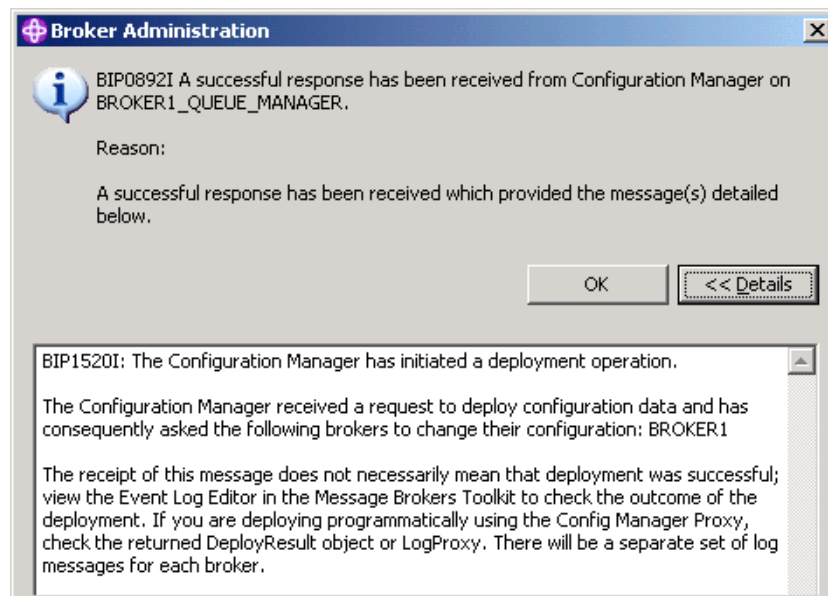 Broker Administration
BIP0892I A successful response has been received from Configuration Manager on
BROKER1_QUEUE_MANAGER.
Reason:
A successful response has been received which provided the message(s) detailed
below.
OK
<< Details
BIP1520I: The Configuration Manager has initiated a deployment operation.
The Configuration Manager received a request to deploy configuration data and has
consequently asked the following brokers to change their configuration: BROKER1
The receipt of this message does not necessarily mean that deployment was successful;
view the Event Log Editor in the Message Brokers Toolkit to check the outcome of the
deployment. If you are deploying programmatically using the Config Manager Proxy,
check the returned DeployResult object or LogProxy. There will be a separate set of log
messages for each broker.